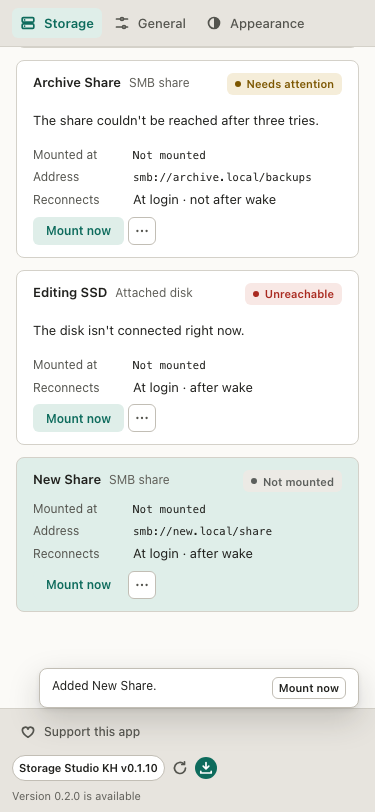 Storage General Appearance
Archive Share SMB share Needs attention
The share couldn't be reached after three tries.
Mounted at Not mounted
Address smb://archive.local/backups
Reconnects At login · not after wake
Mount now ···
Editing SSD Attached disk Unreachable
The disk isn't connected right now.
Mounted at Not mounted
Reconnects At login · after wake
Mount now ···
New Share SMB share Not mounted
Mounted at Not mounted
Address smb://new.local/share
Reconnects At login · after wake
Mount now ···
Added New Share. Mount now
Support this app
Storage Studio KH v0.1.10
Version 0.2.0 is available